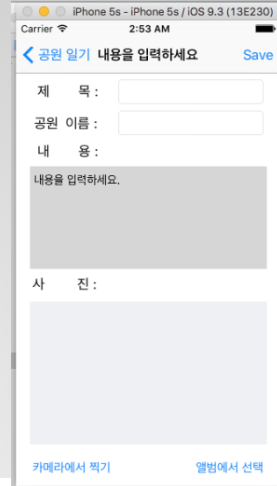 iPhone 5s - iPhone 5s / iOS 9.3 (13E230)
Carrier 2:53 AM
공원 일기 내용을 입력하세요 Save
제 목 :
공원 이름 :
내 용 :
내용을 입력하세요.
사 진 :
카메라에서 찍기 앨범에서 선택